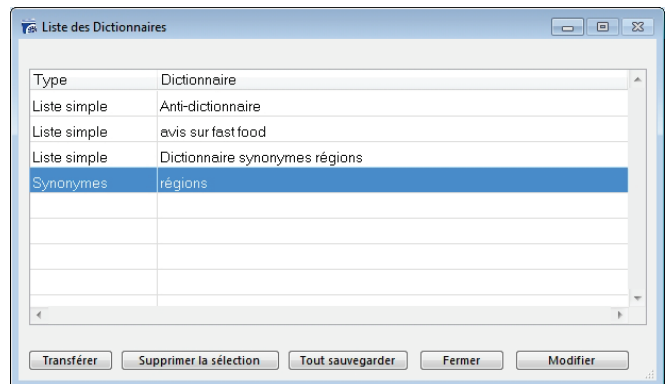 Liste des Dictionnaires
Type Dictionnaire
Liste simple Anti-dictionnaire
Liste simple avis sur fast food
Liste simple Dictionnaire synonymes régions
Synonymes régions
Transférer Supprimer la sélection Tout sauvegarder Fermer Modifier